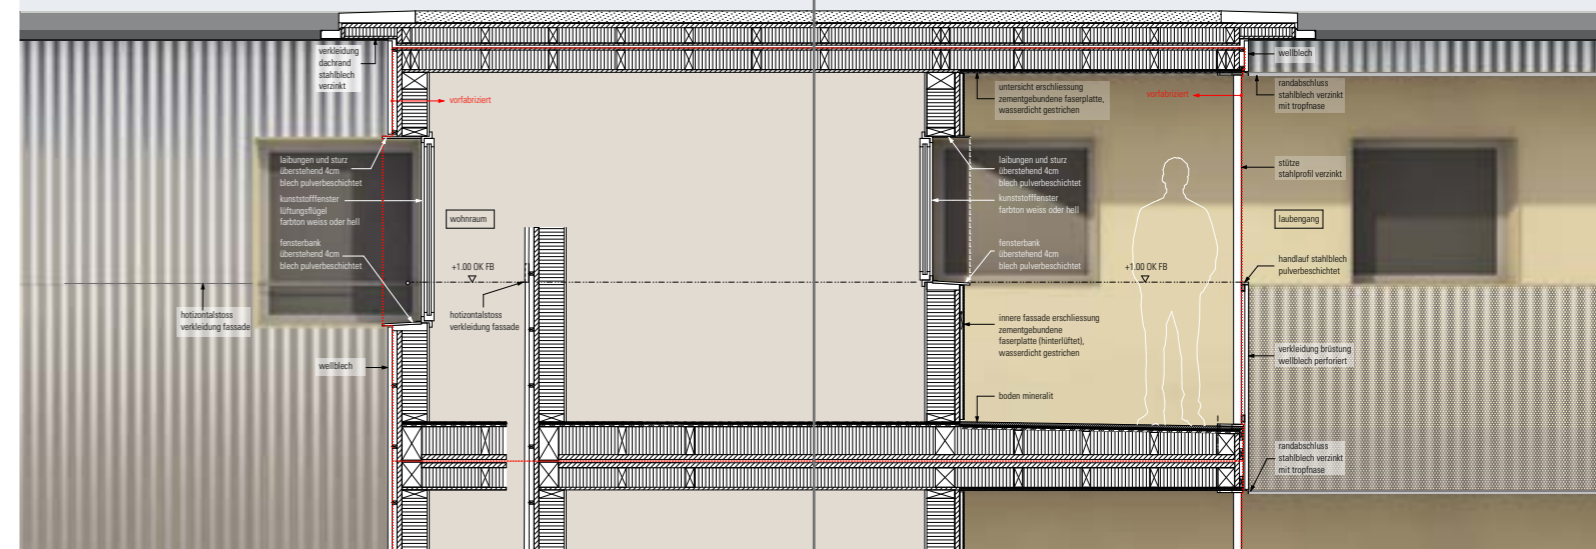 verkleidung
dachrand
stahlblech
verzinkt
vorfabriziert
laibungen und sturz
überstehend 4cm
blech pulverbeschichtet
kunststofffenster
lüftungsflügel
farbton weiss oder hell
fensterbank
überstehend 4cm
blech pulverbeschichtet
hotizontalstoss
verkleidung fassade
wellblech
wohnraum
+1.00 OK FB
hotizontalstoss
verkleidung fassade
untersicht erschliessung
zementgebundene faserplatte,
wasserdicht gestrichen
vorfabriziert
laibungen und sturz
überstehend 4cm
blech pulverbeschichtet
kunststofffenster
farbton weiss oder hell
fensterbank
überstehend 4cm
blech pulverbeschichtet
+1.00 OK FB
innere fassade erschliessung
zementgebundene
faserplatte (hinterlüftet),
wasserdicht gestrichen
boden mineralit
wellblech
randabschluss
stahlblech verzinkt
mit tropfnase
stütze
stahlprofil verzinkt
laubengang
handlauf stahlblech
pulverbeschichtet
verkleidung brüstung
wellblech perforiert
randabschluss
stahlblech verzinkt
mit tropfnase